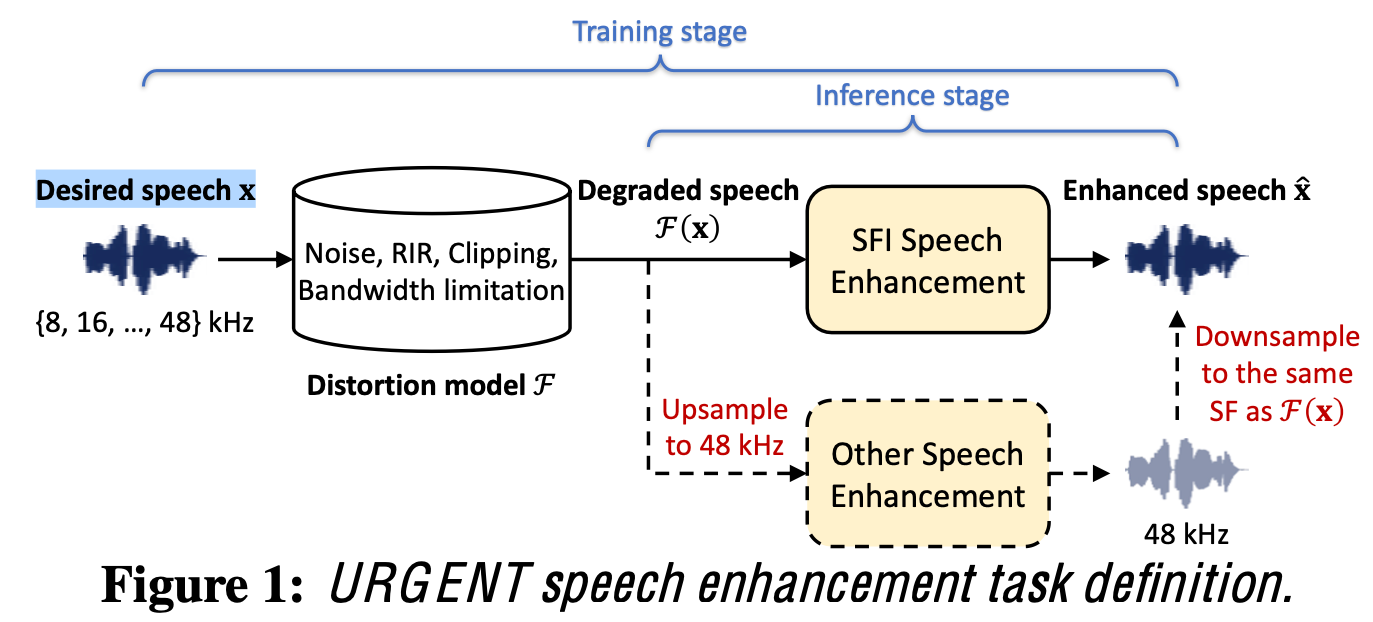 Training stage
Inference stage
Desired speech x
{8, 16, ..., 48} kHz
Noise, RIR, Clipping,
Bandwidth limitation
Distortion model ℱ
Degraded speech
ℱ(x)
SFI Speech
Enhancement
Enhanced speech x̂
Upsample
to 48 kHz
Other Speech
Enhancement
Downsample
to the same
SF as ℱ(x)
48 kHz
Figure 1: URGENT speech enhancement task definition.